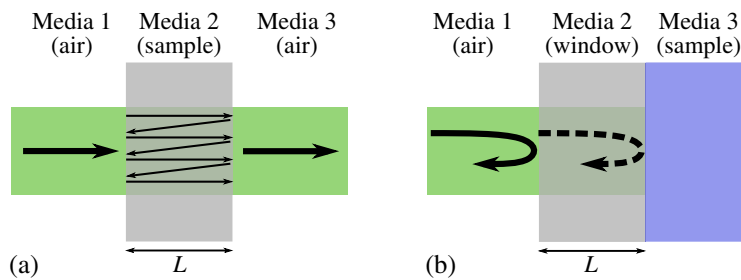 Media 1 Media 2 Media 3
(air) (sample) (air)
L
(a)
Media 1 Media 2 Media 3
(air) (window) (sample)
L
(b)